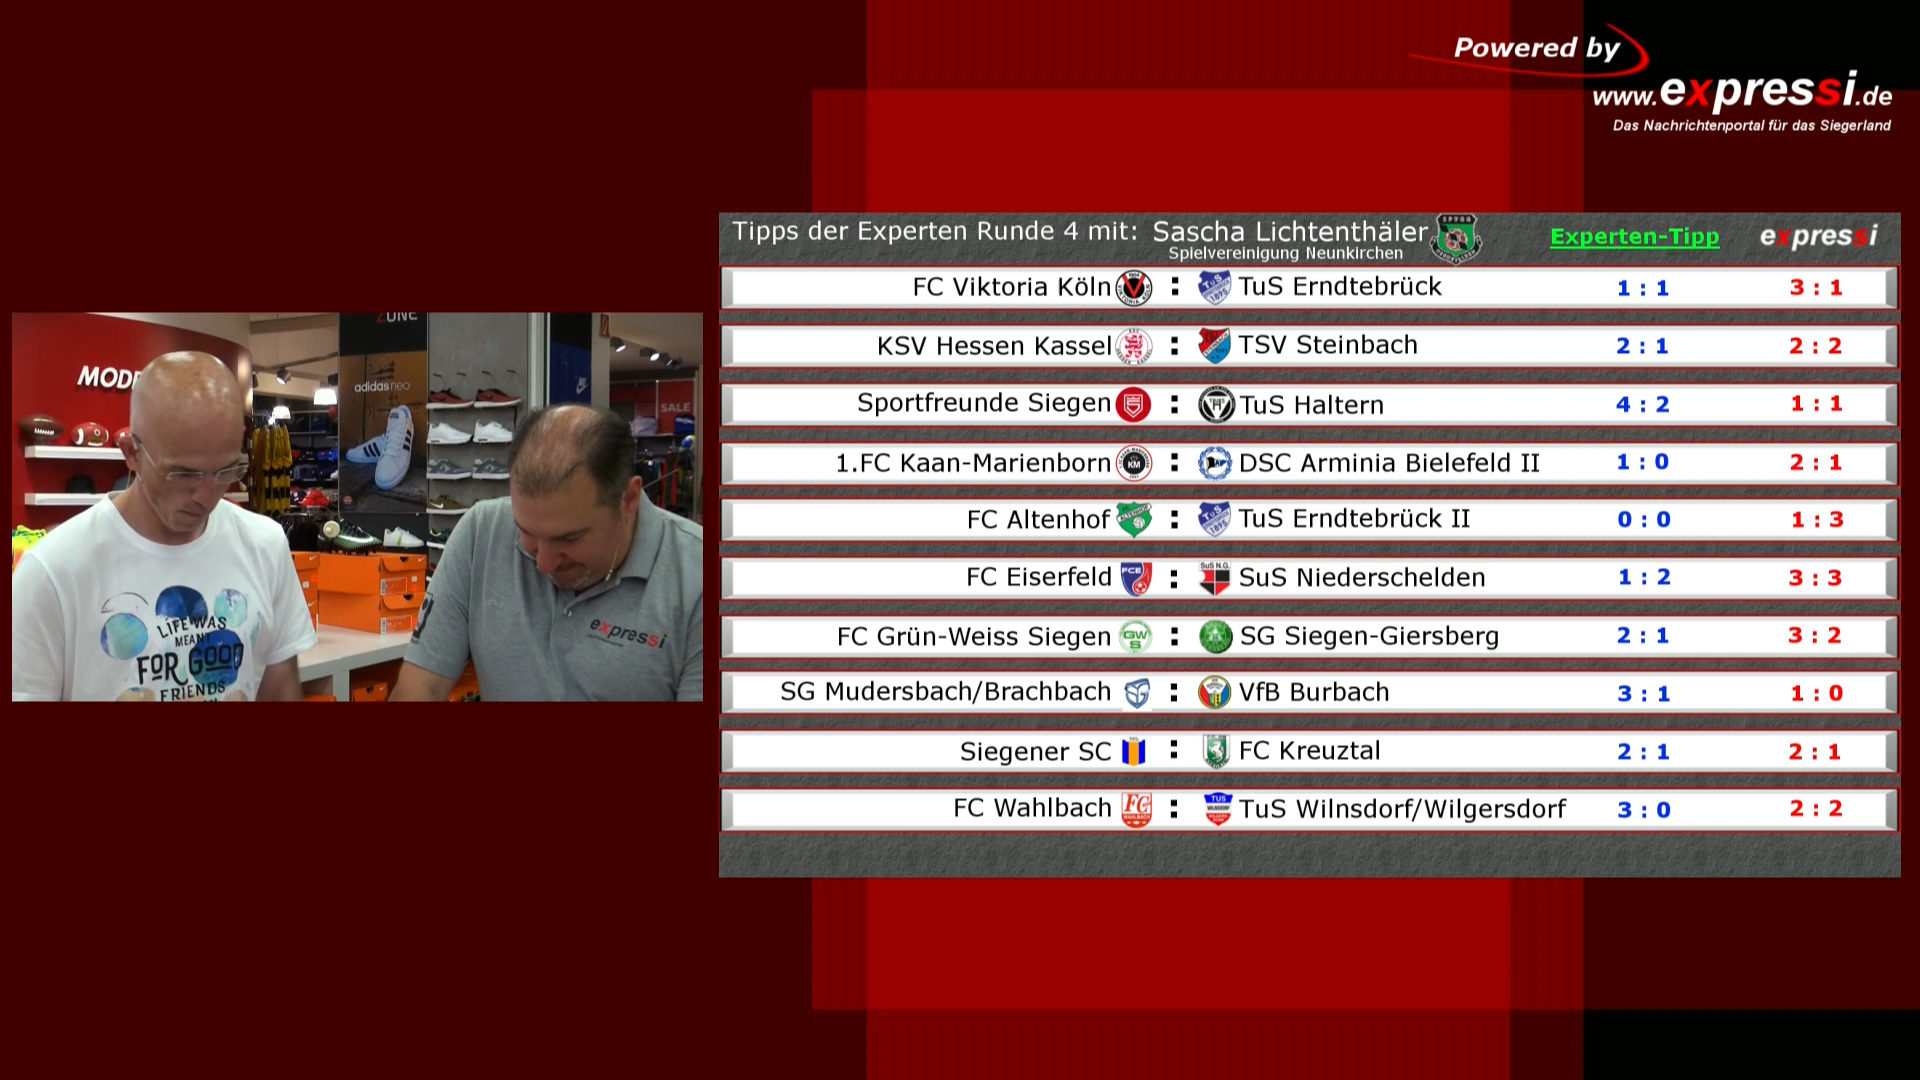 Powered by
www.expressi.de
Das Nachrichtenportal für das Siegerland
Tipps der Experten Runde 4 mit: Sascha Lichtenthäler
Spielvereinigung Neunkirchen
Experten-Tipp expressi
FC Viktoria Köln : TuS Erndtebrück 1 : 1 3 : 1
KSV Hessen Kassel : TSV Steinbach 2 : 1 2 : 2
Sportfreunde Siegen : TuS Haltern 4 : 2 1 : 1
1.FC Kaan-Marienborn : DSC Arminia Bielefeld II 1 : 0 2 : 1
FC Altenhof : TuS Erndtebrück II 0 : 0 1 : 3
FC Eiserfeld : SuS Niederschelden 1 : 2 3 : 3
FC Grün-Weiss Siegen : SG Siegen-Giersberg 2 : 1 3 : 2
SG Mudersbach/Brachbach : VfB Burbach 3 : 1 1 : 0
Siegener SC : FC Kreuztal 2 : 1 2 : 1
FC Wahlbach : TuS Wilnsdorf/Wilgersdorf 3 : 0 2 : 2
ZONE
adidas neo
SALE
LIFE WAS
MEANT
FOR GOOD
FRIENDS
expressi